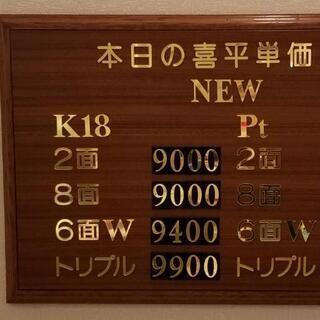 本日の喜平単価
NEW
K18 Pt
2面 9000 2面
8面 9000 8面
6面W 9400 6面W
トリプル 9900 トリプル